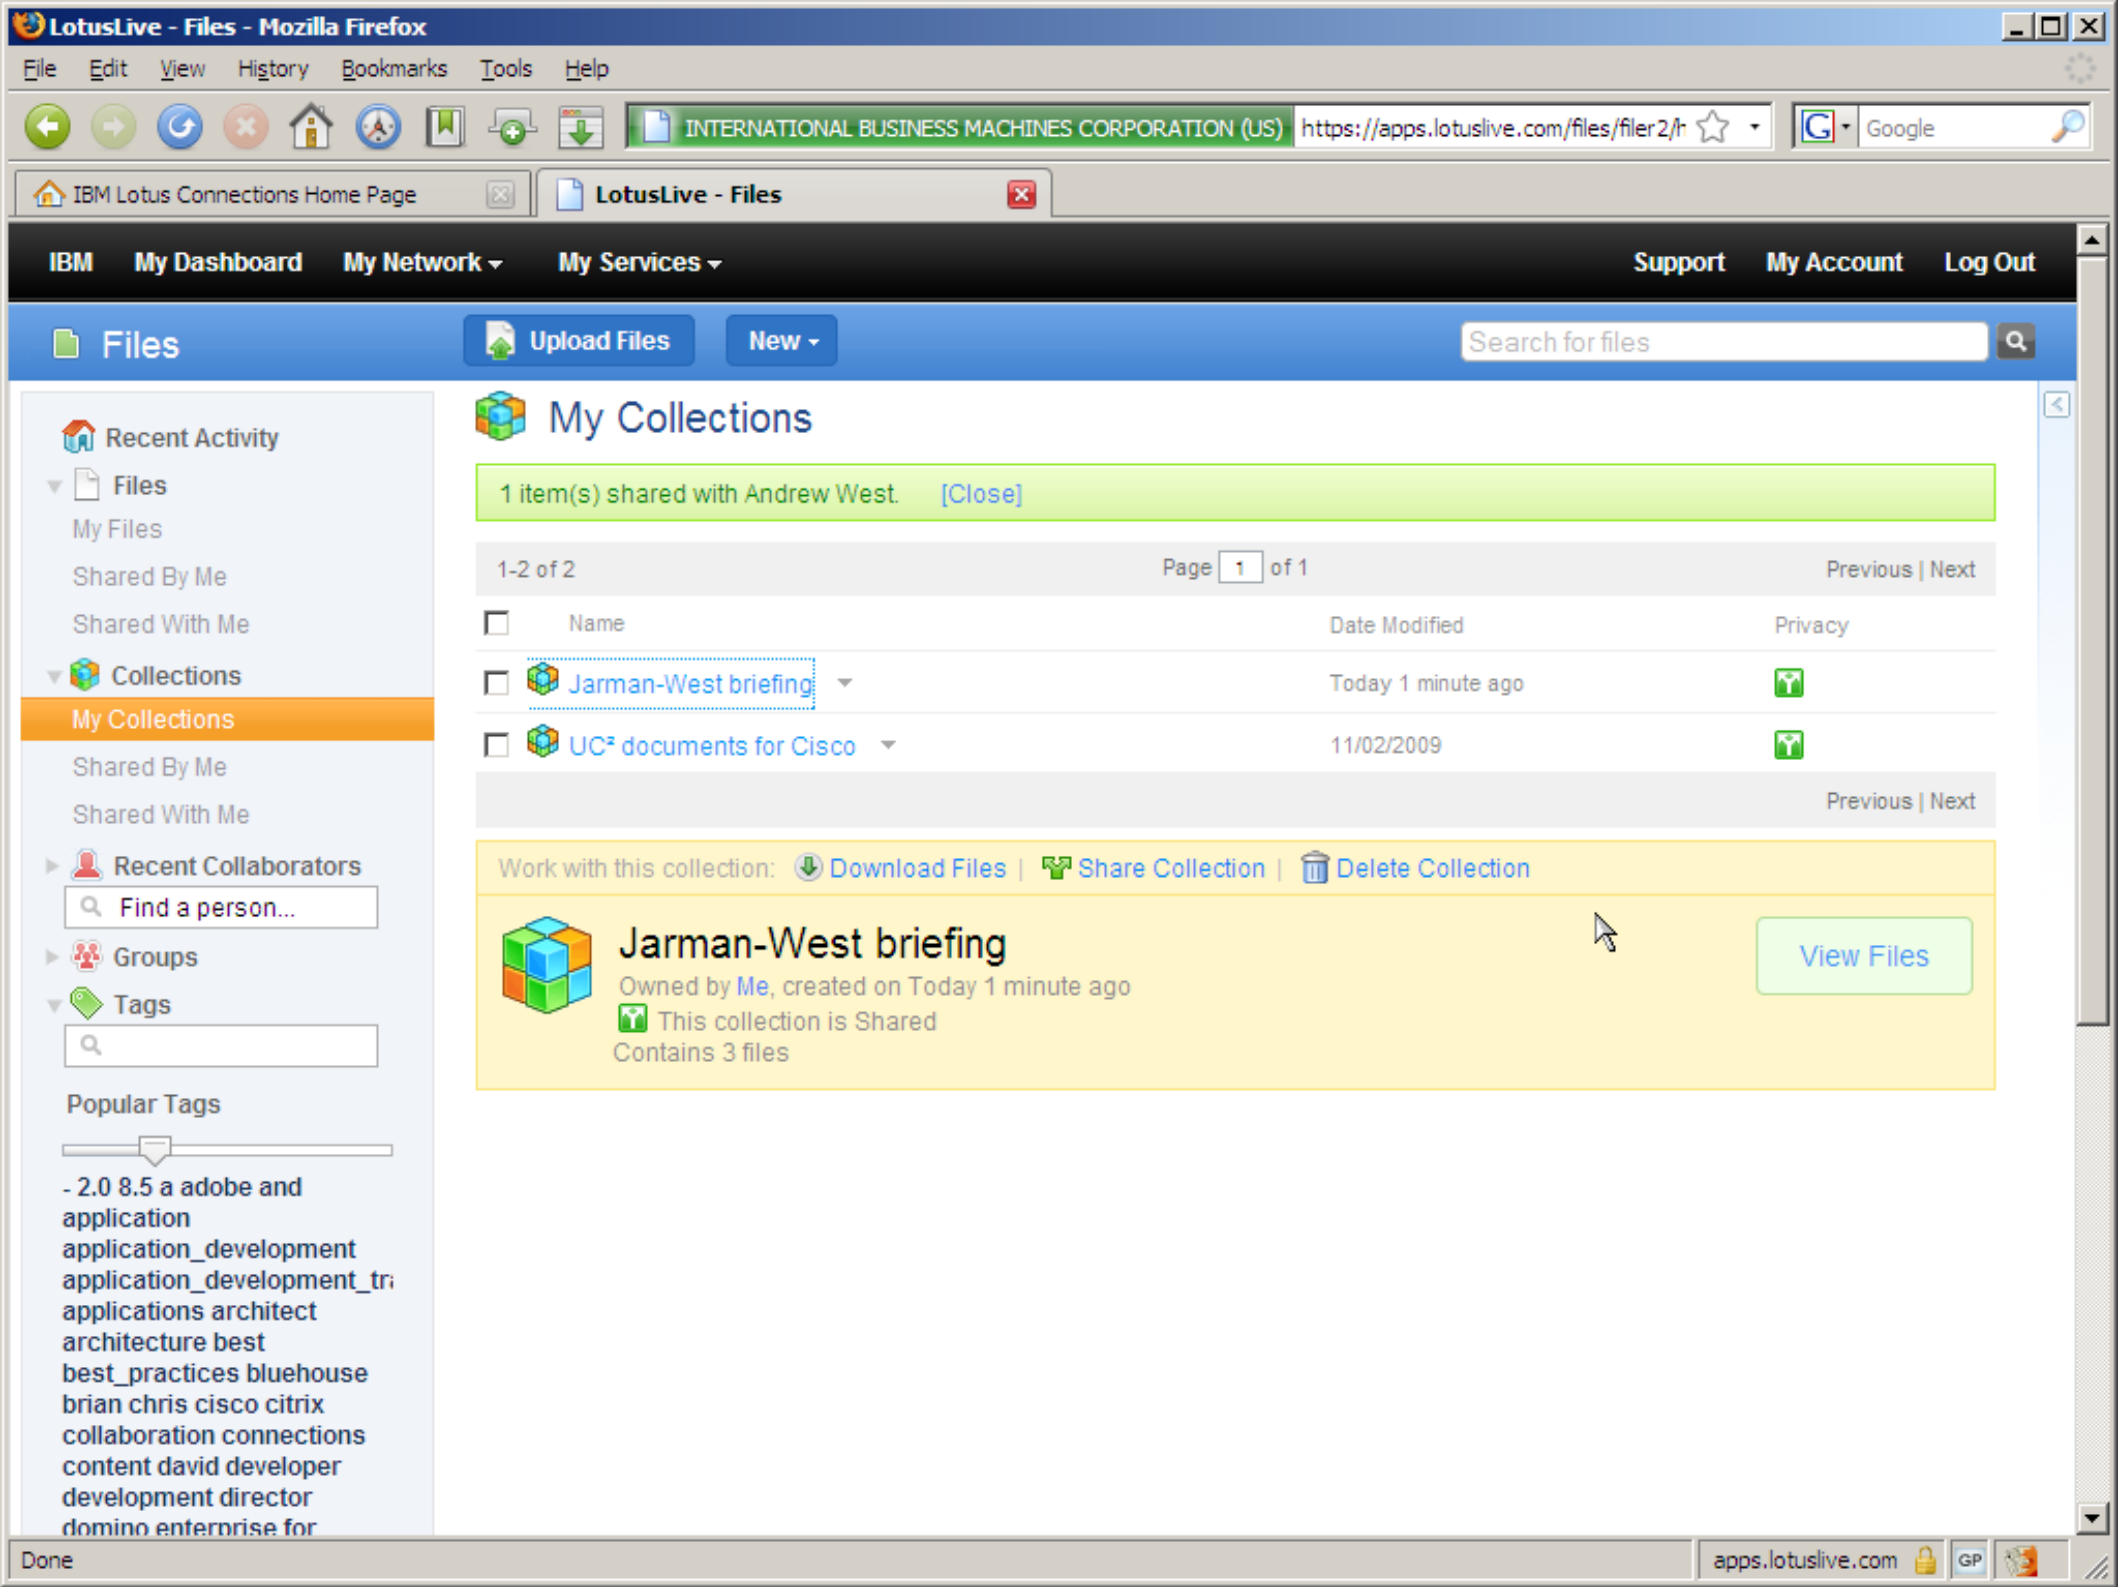 LotusLive - Files - Mozilla Firefox
File Edit View History Bookmarks Tools Help
INTERNATIONAL BUSINESS MACHINES CORPORATION (US) https://apps.lotuslive.com/files/filer2/h Google
IBM Lotus Connections Home Page LotusLive - Files
IBM My Dashboard My Network My Services Support My Account Log Out
Files Upload Files New Search for files
Recent Activity
Files
My Files
Shared By Me
Shared With Me
Collections
My Collections
Shared By Me
Shared With Me
Recent Collaborators
Find a person...
Groups
Tags
Popular Tags
- 2.0 8.5 a adobe and
application
application_development
application_development_tra
applications architect
architecture best
best_practices bluehouse
brian chris cisco citrix
collaboration connections
content david developer
development director
domino enterprise for
My Collections
1 item(s) shared with Andrew West. [Close]
1-2 of 2 Page 1 of 1 Previous | Next
Name Date Modified Privacy
Jarman-West briefing Today 1 minute ago
UC² documents for Cisco 11/02/2009
Previous | Next
Work with this collection: Download Files | Share Collection | Delete Collection
Jarman-West briefing
Owned by Me, created on Today 1 minute ago
This collection is Shared
Contains 3 files
View Files
Done apps.lotuslive.com GP